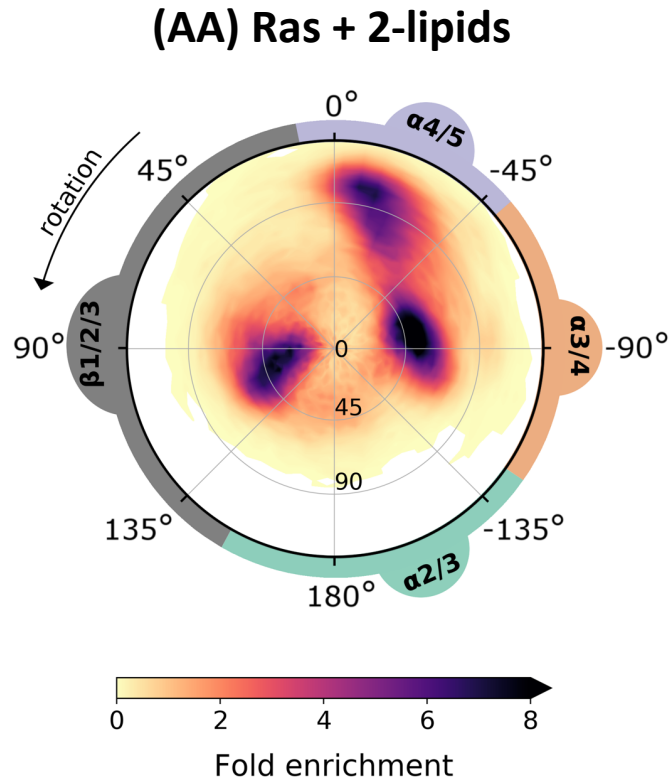 (AA) Ras + 2-lipids
0°
α4/5
45°
-45°
rotation
90°
β1/2/3
0
α3/4
-90°
45
90
135°
-135°
α2/3
180°
0
2
4
6
8
Fold enrichment